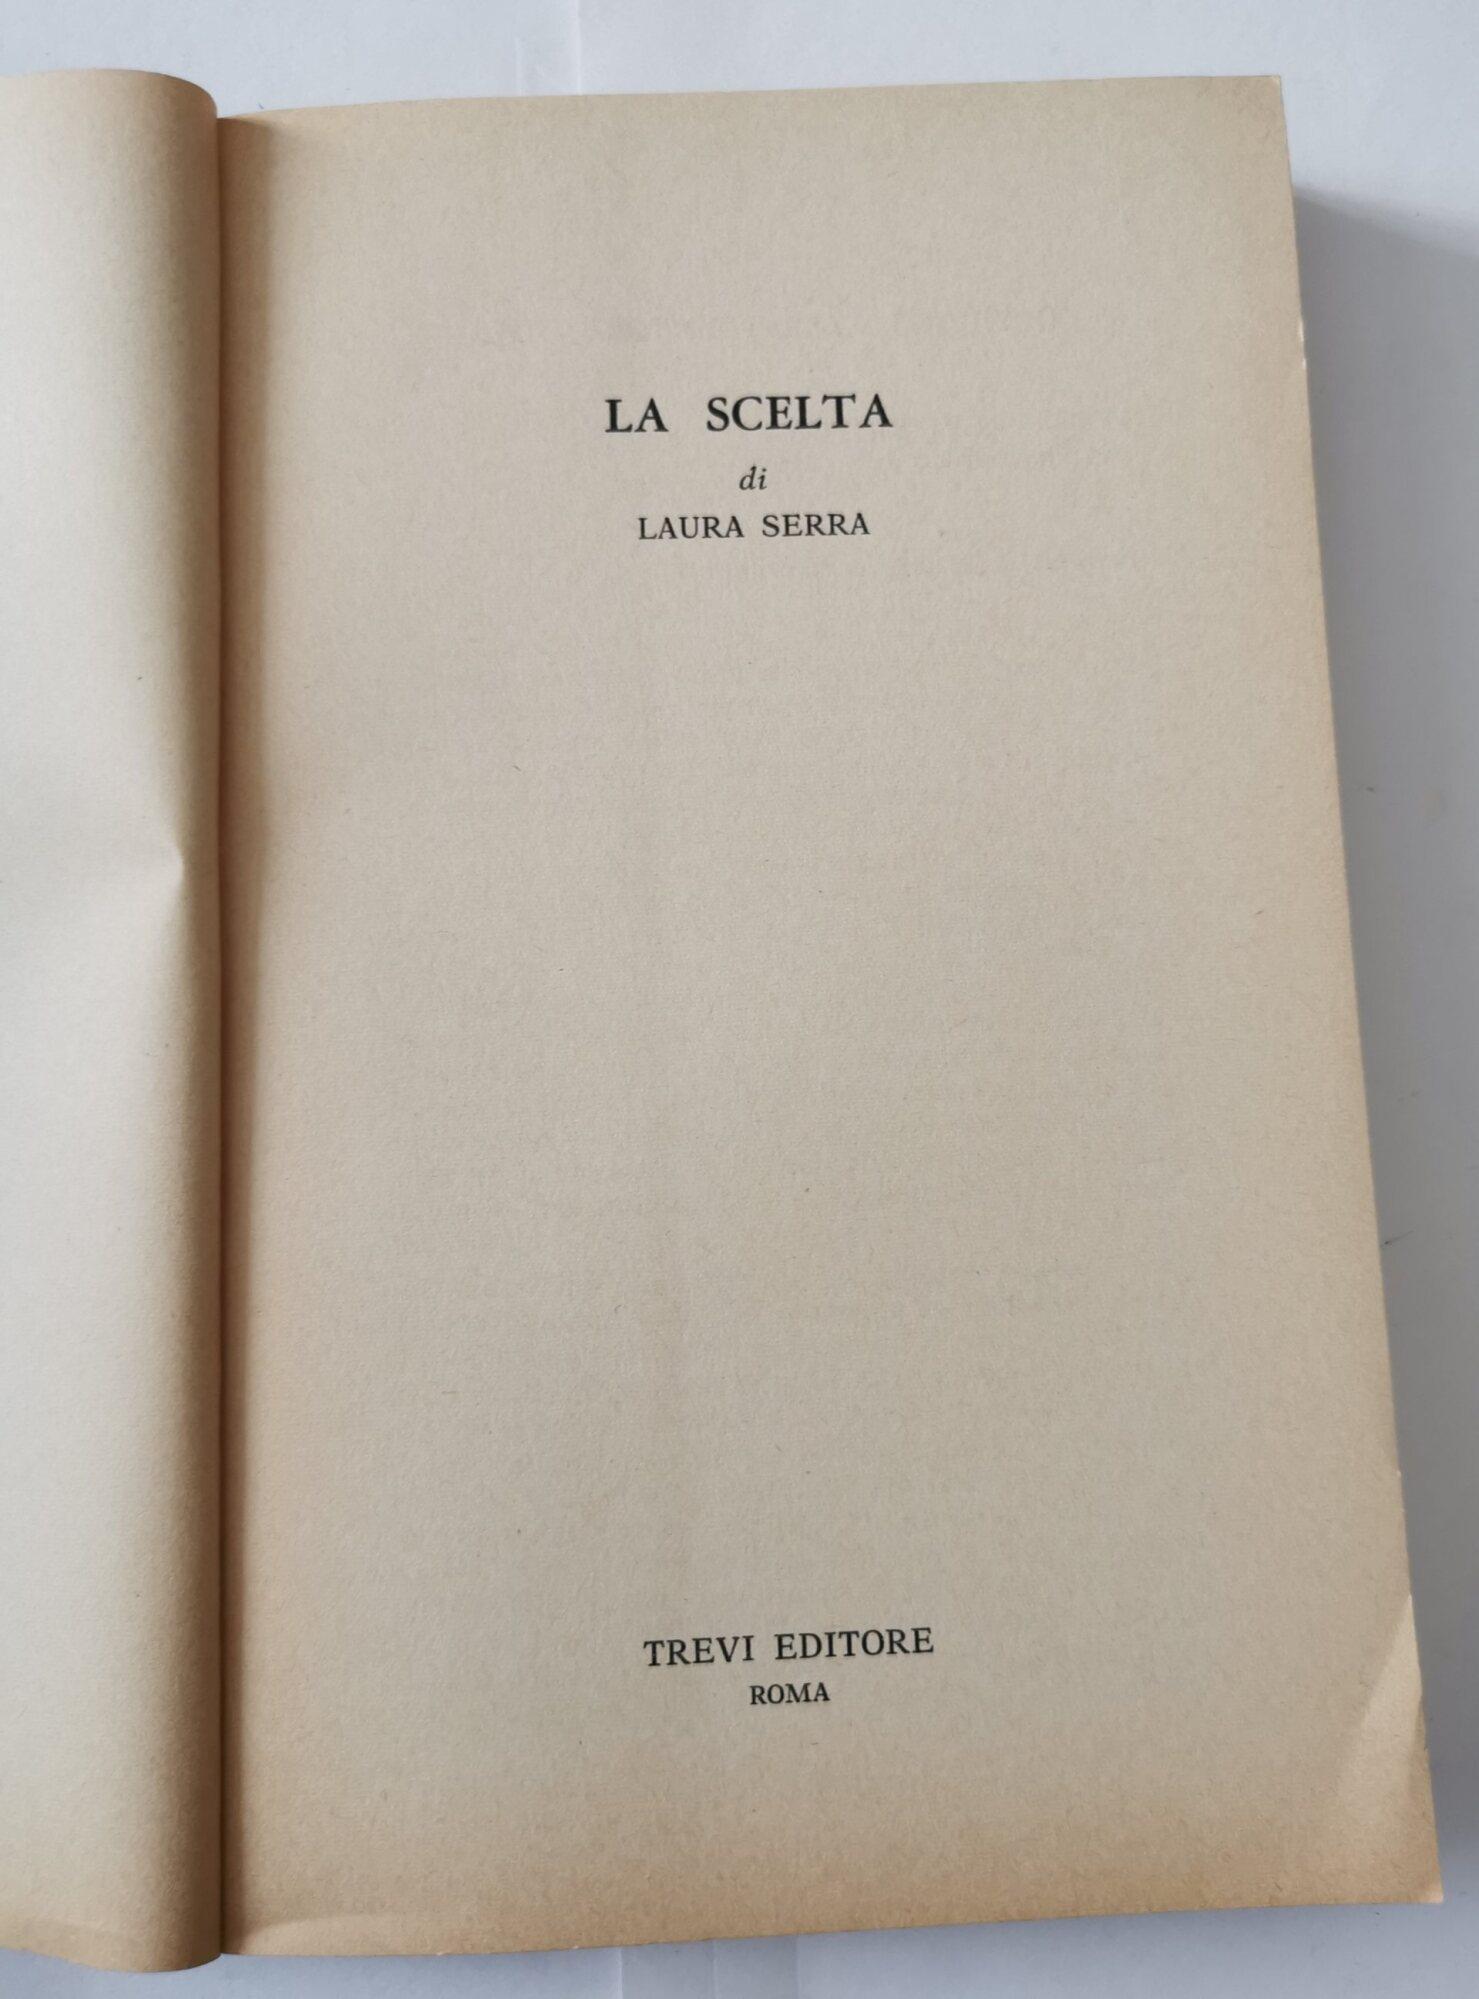 LA SCELTA
di
LAURA SERRA
TREVI EDITORE
ROMA